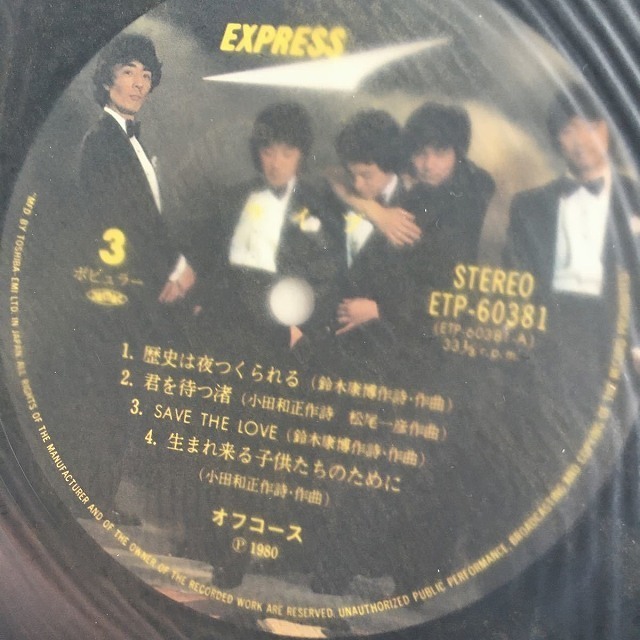 EXPRESS
3
ポピュラー
STEREO
ETP-60381
(ETP-60381-A)
33⅓ r.p.m.
1. 歴史は夜つくられる (鈴木康博作詩・作曲)
2. 君を待つ渚 (小田和正作詩 松尾一彦作曲)
3. SAVE THE LOVE (鈴木康博作詩・作曲)
4. 生まれ来る子供たちのために
(小田和正作詩・作曲)
オフコース
Ⓟ 1980
MFD BY TOSHIBA EMI LTD IN JAPAN. ALL RIGHTS OF THE MANUFACTURER AND OF THE OWNER OF THE RECORDED WORK ARE RESERVED. UNAUTHORIZED PUBLIC PERFORMANCE, BROADCASTING AND COPYING OF